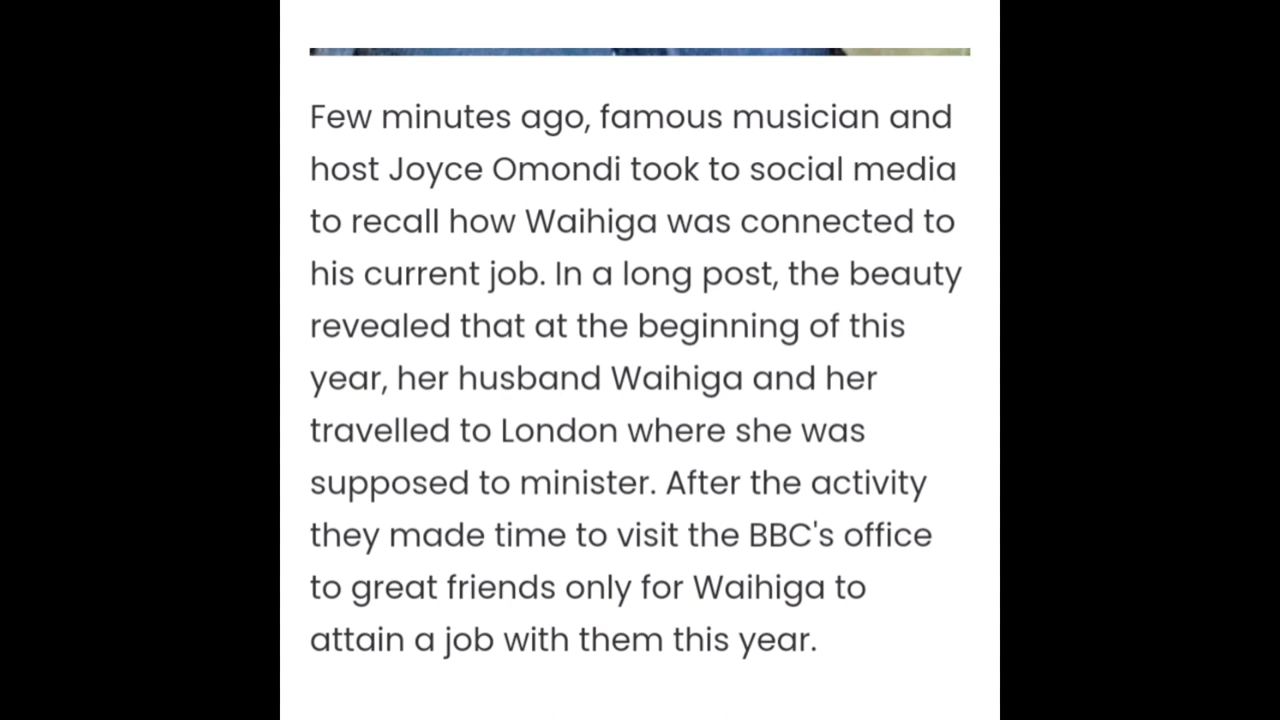 Few minutes ago, famous musician and
host Joyce Omondi took to social media
to recall how Waihiga was connected to
his current job. In a long post, the beauty
revealed that at the beginning of this
year, her husband Waihiga and her
travelled to London where she was
supposed to minister. After the activity
they made time to visit the BBC's office
to great friends only for Waihiga to
attain a job with them this year.